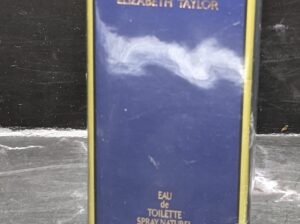 ELIZABETH TAYLOR
EAU
de
TOILETTE
SPRAY NATUREL